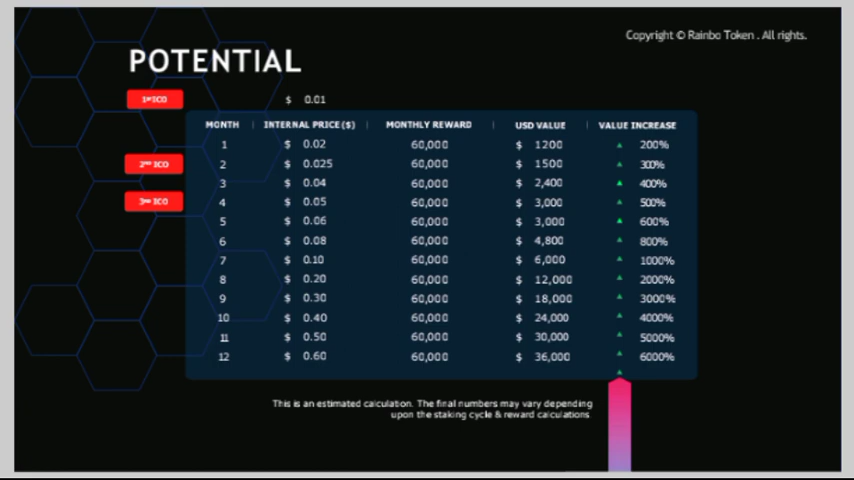 Copyright © Rainbo Token . All rights.
POTENTIAL
1st ICO $ 0.01
MONTH | INTERNAL PRICE ($) | MONTHLY REWARD | USD VALUE | VALUE INCREASE
1 $ 0.02 60,000 $ 1200 ▲ 200%
2nd ICO 2 $ 0.025 60,000 $ 1500 ▲ 300%
3 $ 0.04 60,000 $ 2,400 ▲ 400%
3rd ICO 4 $ 0.05 60,000 $ 3,000 ▲ 500%
5 $ 0.06 60,000 $ 3,000 ▲ 600%
6 $ 0.08 60,000 $ 4,800 ▲ 800%
7 $ 0.10 60,000 $ 6,000 ▲ 1000%
8 $ 0.20 60,000 $ 12,000 ▲ 2000%
9 $ 0.30 60,000 $ 18,000 ▲ 3000%
10 $ 0.40 60,000 $ 24,000 ▲ 4000%
11 $ 0.50 60,000 $ 30,000 ▲ 5000%
12 $ 0.60 60,000 $ 36,000 ▲ 6000%
This is an estimated calculation. The final numbers may vary depending
upon the staking cycle & reward calculations